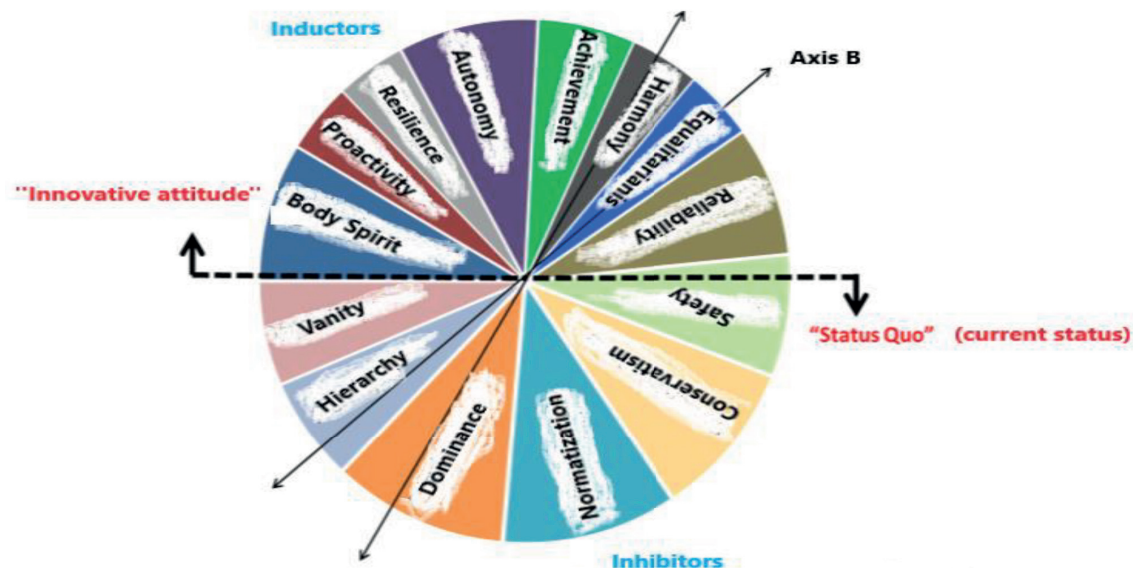 Inductors
Autonomy
Achievement
Harmony
Axis B
Equalitarianis
Resilience
Proactivity
Reliability
"Innovative attitude"
Body Spirit
Safety
Vanity
"Status Quo" (current status)
Hierarchy
Conservatism
Dominance
Normatization
Inhibitors